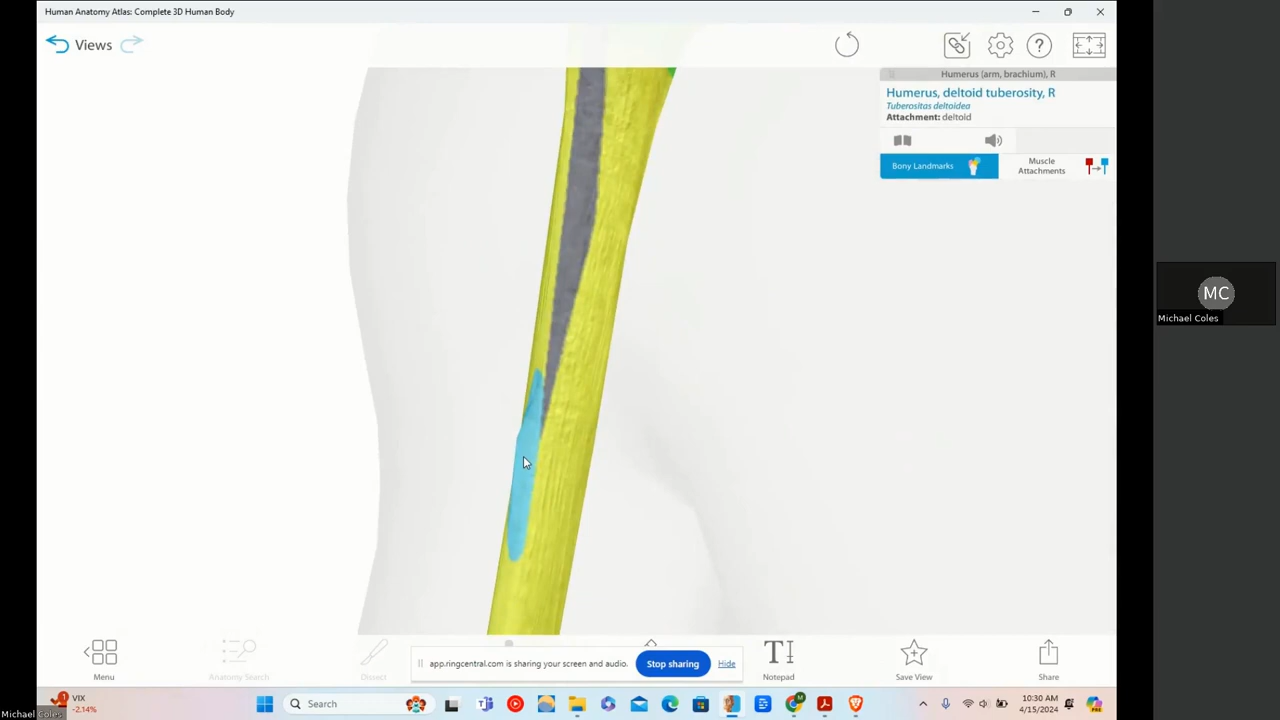 Human Anatomy Atlas: Complete 3D Human Body
Views
Humerus (arm, brachium), R
Humerus, deltoid tuberosity, R
Tuberositas deltoidea
Attachment: deltoid
Bony Landmarks
Muscle
Attachments
MC
Michael Coles
Menu
Anatomy Search
Dissect
app.ringcentral.com is sharing your screen and audio.
Stop sharing
Hide
Notepad
Save View
Share
1
VIX
-2.14%
Search
10:30 AM
4/15/2024
Michael Coles